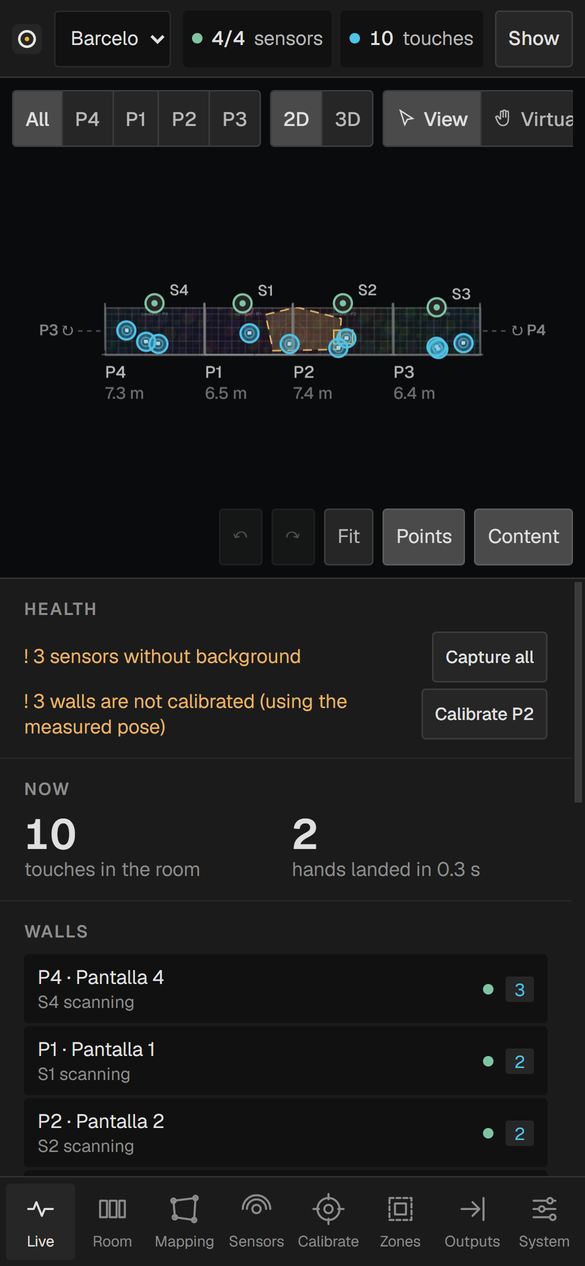 Barcelo
4/4 sensors
10 touches
Show
All
P4
P1
P2
P3
2D
3D
View
Virtua
S4
S1
S2
S3
P3 ↻
↻ P4
P4
P1
P2
P3
7.3 m
6.5 m
7.4 m
6.4 m
Fit
Points
Content
HEALTH
! 3 sensors without background
Capture all
! 3 walls are not calibrated (using the
measured pose)
Calibrate P2
NOW
10
2
touches in the room
hands landed in 0.3 s
WALLS
P4 · Pantalla 4
S4 scanning
3
P1 · Pantalla 1
S1 scanning
2
P2 · Pantalla 2
S2 scanning
2
Live
Room
Mapping
Sensors
Calibrate
Zones
Outputs
System